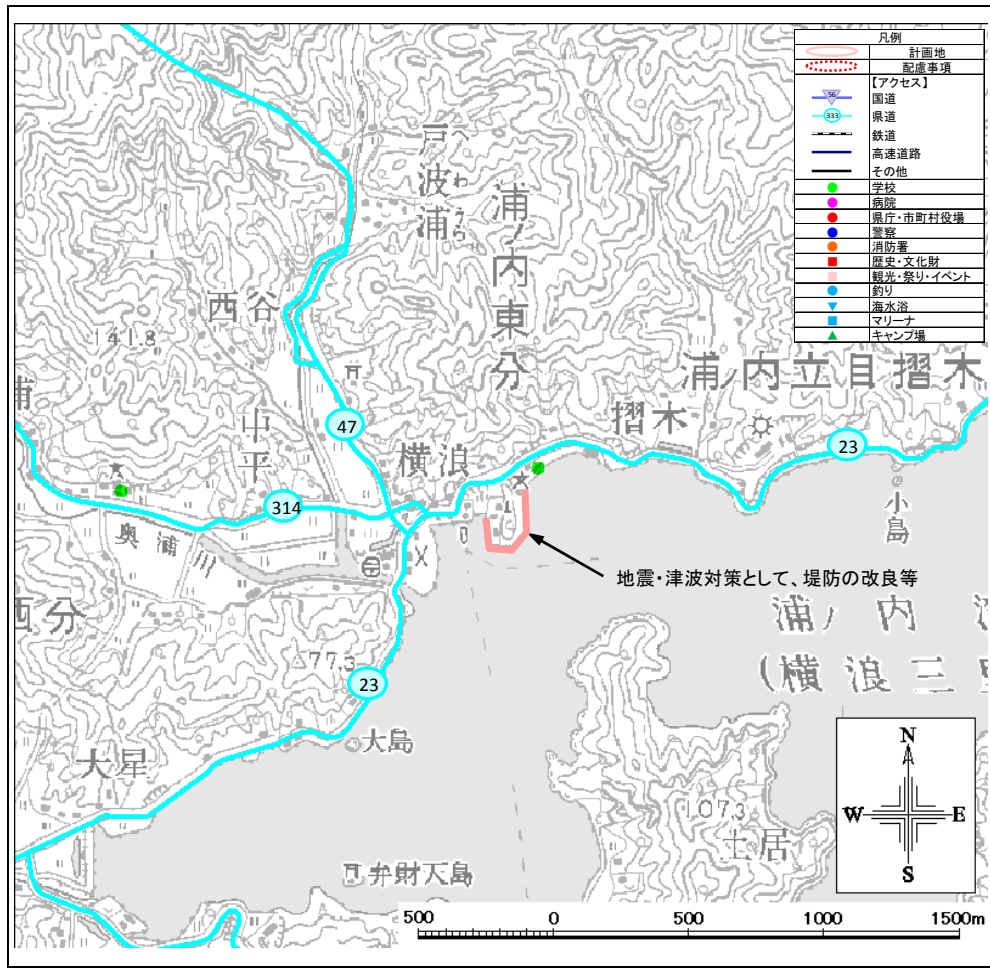 凡例
計画地
配慮事項
【アクセス】
56
国道
333
県道
鉄道
高速道路
その他
学校
病院
県庁・市町村役場
警察
消防署
歴史・文化財
観光・祭り・イベント
釣り
海水浴
マリーナ
キャンプ場
戸波浦
へわうら
浦ノ内東分
西谷
141.8
浦ノ内立目摺木
摺木
浦
中平
47
横浪
23
314
奥浦川
小島
地震・津波対策として、堤防の改良等
西分
浦ノ内
77.3
(横浪三
23
大島
大星
107.3
土居
弁財天島
N
W
E
S
500
0
500
1000
1500m